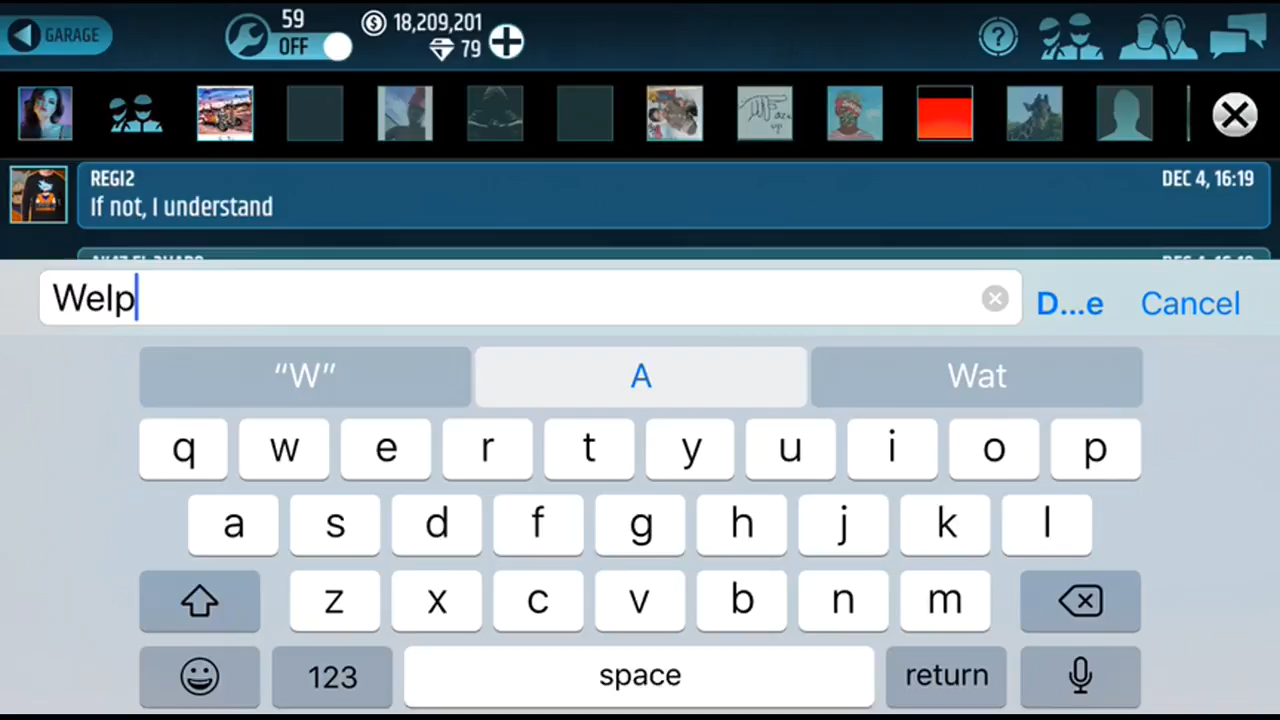 GARAGE
59
OFF
18,209,201
79
REGI2
DEC 4, 16:19
If not, I understand
Welp
D...e
Cancel
“W”
A
Wat
q w e r t y u i o p
a s d f g h j k l
z x c v b n m
123
space
return